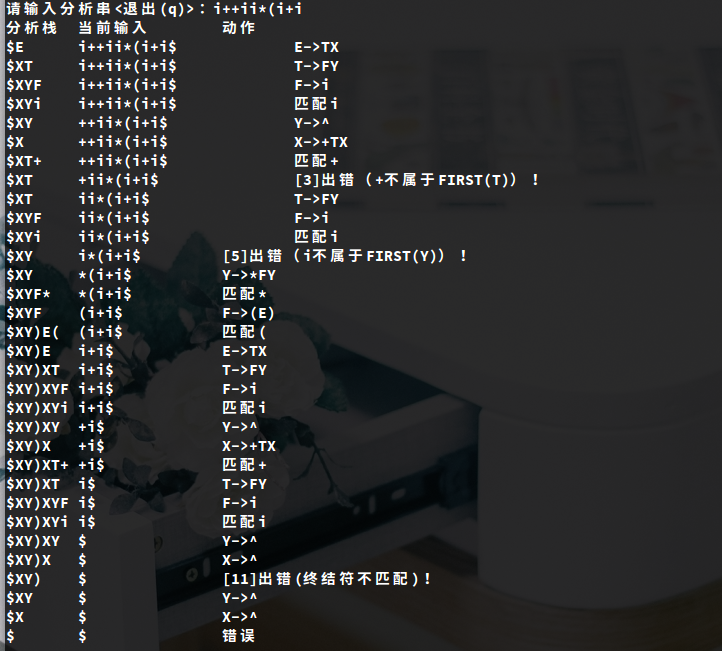 请输入分析串<退出(q)>: i++ii*(i+i
分析栈 当前输入 动作
$E i++ii*(i+i$ E->TX
$XT i++ii*(i+i$ T->FY
$XYF i++ii*(i+i$ F->i
$XYi i++ii*(i+i$ 匹配i
$XY ++ii*(i+i$ Y->^
$X ++ii*(i+i$ X->+TX
$XT+ ++ii*(i+i$ 匹配+
$XT +ii*(i+i$ [3]出错（+不属于FIRST(T)）！
$XT ii*(i+i$ T->FY
$XYF ii*(i+i$ F->i
$XYi ii*(i+i$ 匹配i
$XY i*(i+i$ [5]出错（i不属于FIRST(Y)）！
$XY *(i+i$ Y->*FY
$XYF* *(i+i$ 匹配*
$XYF (i+i$ F->(E)
$XY)E( (i+i$ 匹配(
$XY)E i+i$ E->TX
$XY)XT i+i$ T->FY
$XY)XYF i+i$ F->i
$XY)XYi i+i$ 匹配i
$XY)XY +i$ Y->^
$XY)X +i$ X->+TX
$XY)XT+ +i$ 匹配+
$XY)XT i$ T->FY
$XY)XYF i$ F->i
$XY)XYi i$ 匹配i
$XY)XY $ Y->^
$XY)X $ X->^
$XY) $ [11]出错(终结符不匹配)！
$XY $ Y->^
$X $ X->^
$ $ 错误